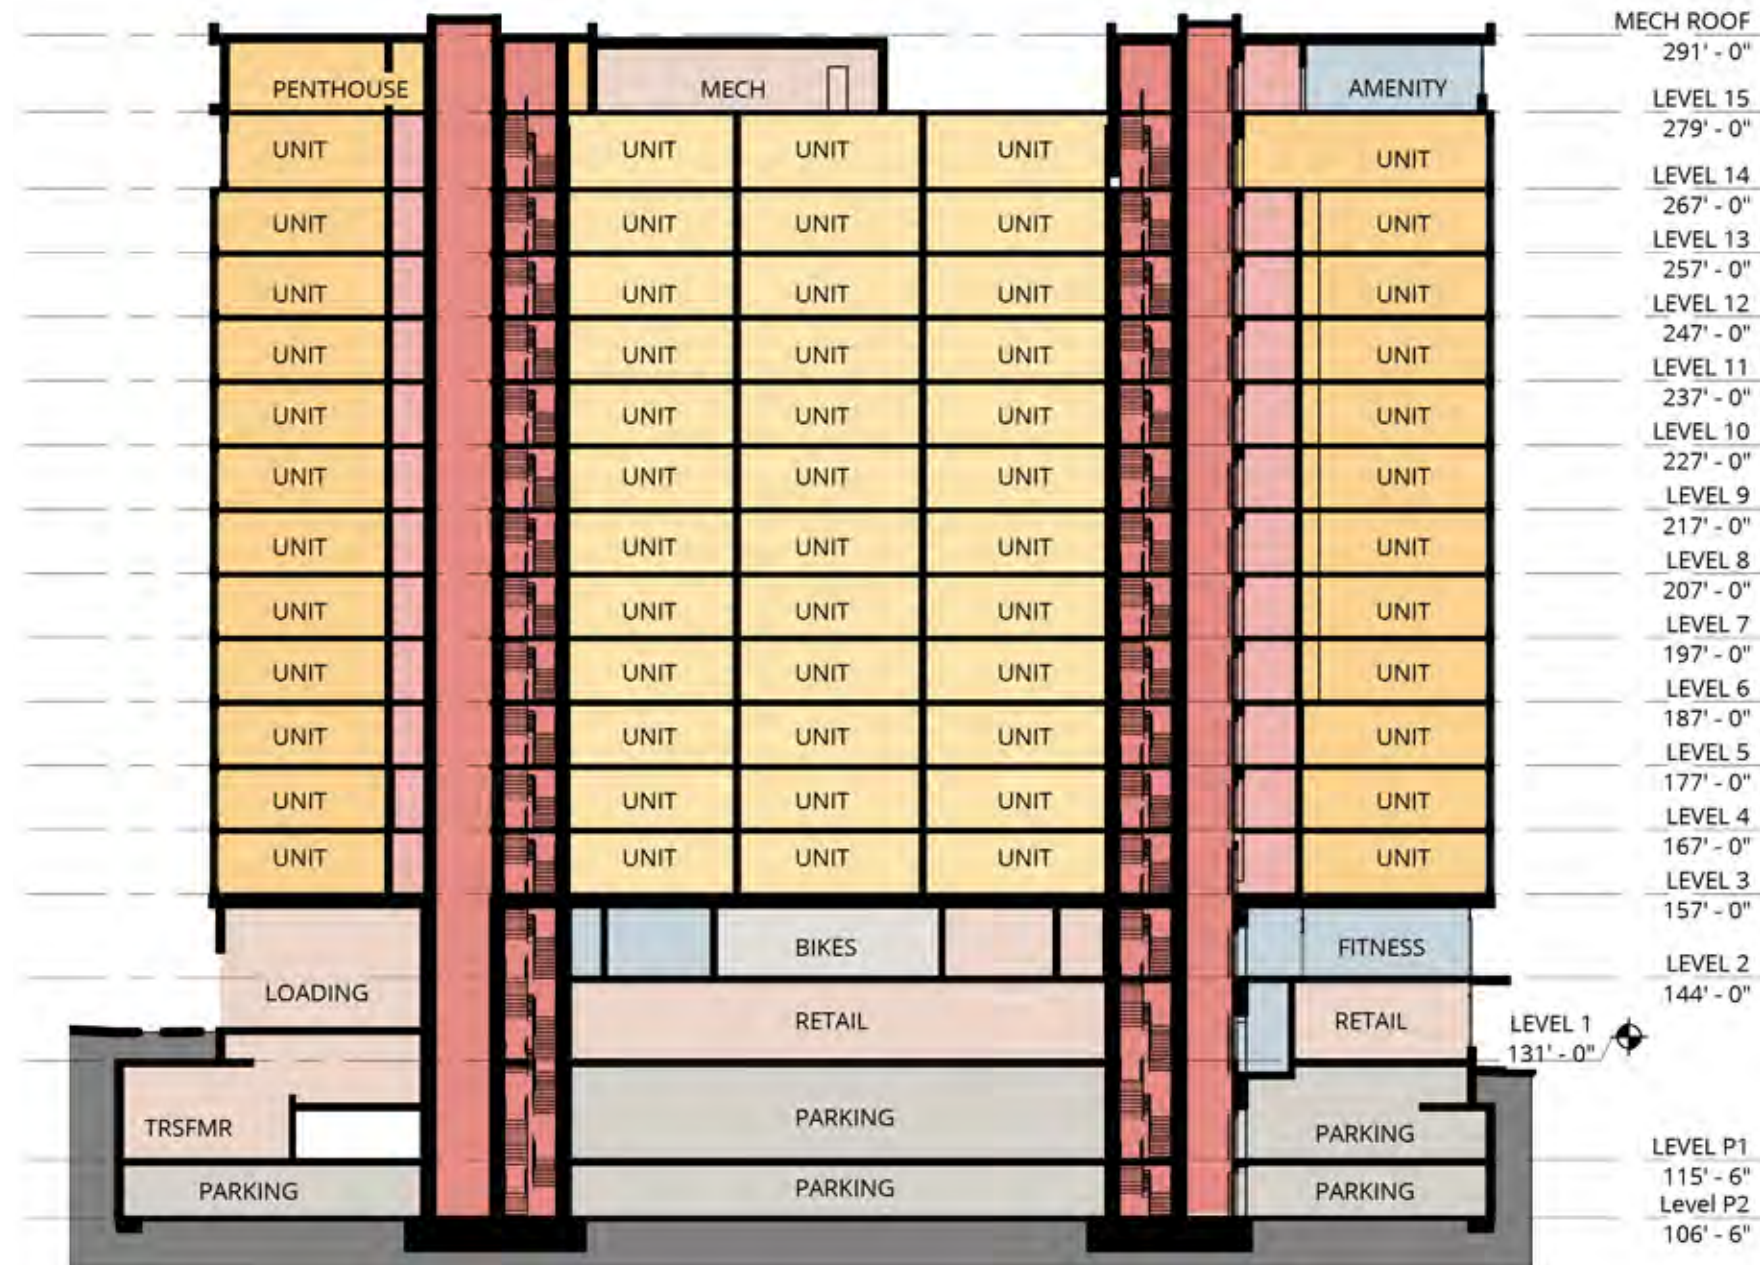 MECH ROOF
291' - 0"
PENTHOUSE MECH AMENITY
LEVEL 15
279' - 0"
UNIT UNIT UNIT UNIT UNIT
LEVEL 14
267' - 0"
UNIT UNIT UNIT UNIT UNIT
LEVEL 13
257' - 0"
UNIT UNIT UNIT UNIT UNIT
LEVEL 12
247' - 0"
UNIT UNIT UNIT UNIT UNIT
LEVEL 11
237' - 0"
UNIT UNIT UNIT UNIT UNIT
LEVEL 10
227' - 0"
UNIT UNIT UNIT UNIT UNIT
LEVEL 9
217' - 0"
UNIT UNIT UNIT UNIT UNIT
LEVEL 8
207' - 0"
UNIT UNIT UNIT UNIT UNIT
LEVEL 7
197' - 0"
UNIT UNIT UNIT UNIT UNIT
LEVEL 6
187' - 0"
UNIT UNIT UNIT UNIT UNIT
LEVEL 5
177' - 0"
UNIT UNIT UNIT UNIT UNIT
LEVEL 4
167' - 0"
UNIT UNIT UNIT UNIT UNIT
LEVEL 3
157' - 0"
BIKES FITNESS
LEVEL 2
144' - 0"
LOADING
RETAIL RETAIL
LEVEL 1
131' - 0"
TRSFMR PARKING PARKING
LEVEL P1
115' - 6"
PARKING PARKING PARKING
Level P2
106' - 6"